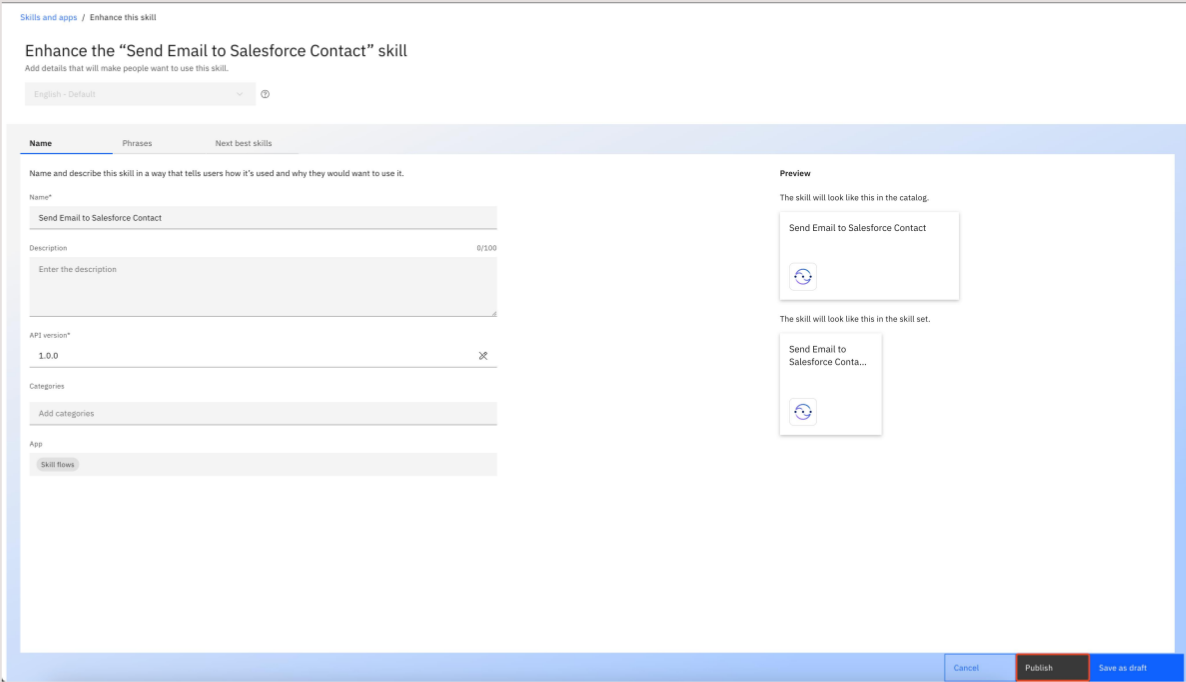 Skills and apps / Enhance this skill
Enhance the “Send Email to Salesforce Contact” skill
Add details that will make people want to use this skill.
English - Default
Name
Phrases
Next best skills
Name and describe this skill in a way that tells users how it's used and why they would want to use it.
Name*
Send Email to Salesforce Contact
Description
0/100
Enter the description
API version*
1.0.0
Categories
Add categories
App
Skill flows
Preview
The skill will look like this in the catalog.
Send Email to Salesforce Contact
The skill will look like this in the skill set.
Send Email to
Salesforce Conta...
Cancel
Publish
Save as draft